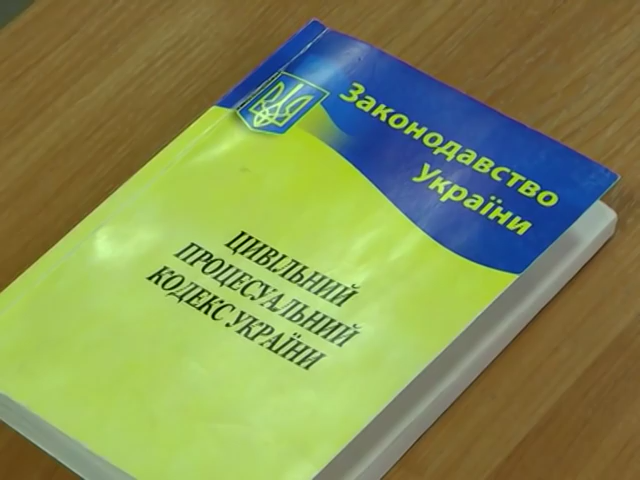 Законодавство
України
ЦИВІЛЬНИЙ
ПРОЦЕСУАЛЬНИЙ
КОДЕКС УКРАЇНИ